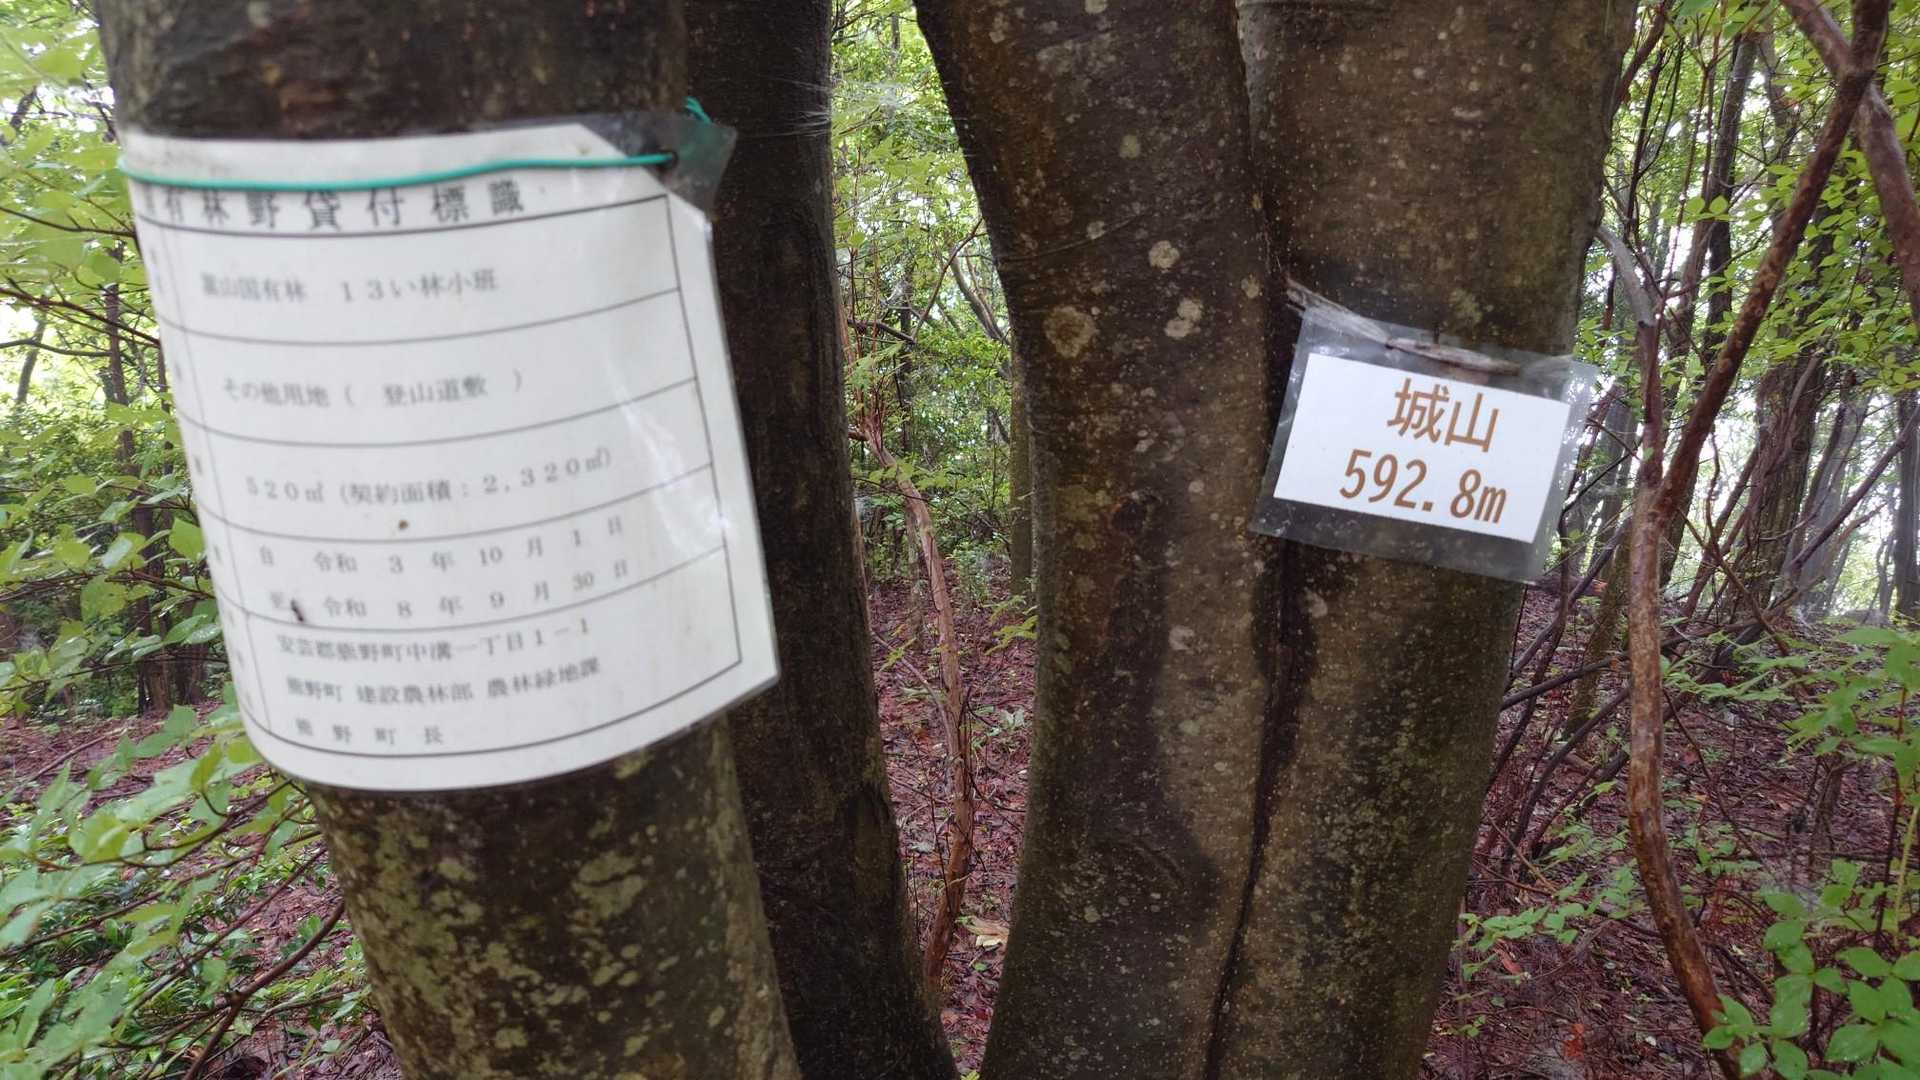 有林野貸付標識
国有林 13い林小班
その他用地( 登山道敷 )
520㎡(契約面積:2,320㎡)
自 令和 3 年 10 月 1 日
至 令和 8 年 9 月 30 日
安芸郡熊野町中溝一丁目1-1
熊野町 建設農林部 農林緑地課
熊野町長
城山
592.8m